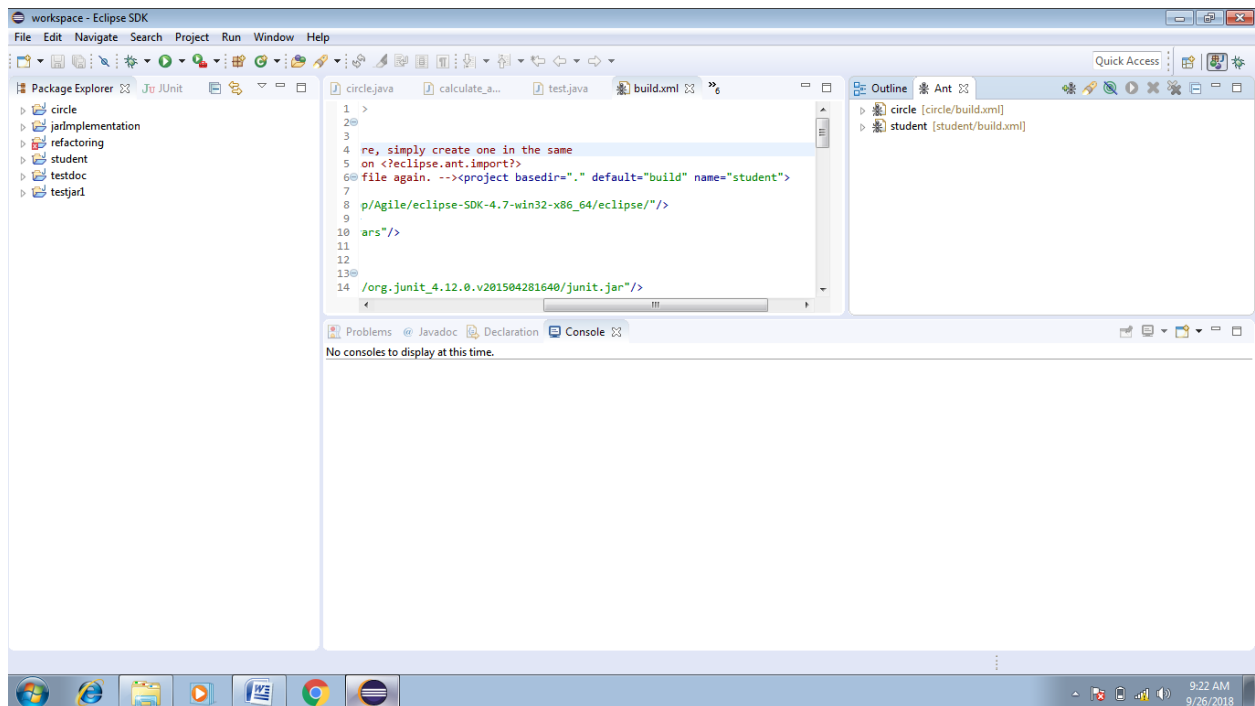 workspace - Eclipse SDK
File Edit Navigate Search Project Run Window Help
Quick Access
Package Explorer JUnit
circle
jarImplementation
refactoring
student
testdoc
testjar1
circle.java calculate_a... test.java build.xml »6
1 >
2
3
4 re, simply create one in the same
5 on <?eclipse.ant.import?>
6 file again. --><project basedir="." default="build" name="student">
7
8 p/Agile/eclipse-SDK-4.7-win32-x86_64/eclipse/"/>
9
10 ars"/>
11
12
13
14 /org.junit_4.12.0.v201504281640/junit.jar"/>
Outline Ant
circle [circle/build.xml]
student [student/build.xml]
Problems @ Javadoc Declaration Console
No consoles to display at this time.
9:22 AM
9/26/2018